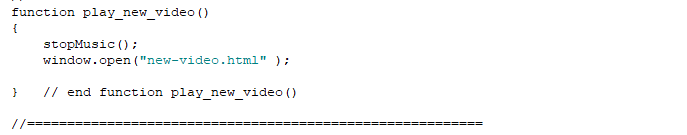 function play_new_video()
{
    stopMusic();
    window.open("new-video.html" );
}   // end function play_new_video()
//=========================================================